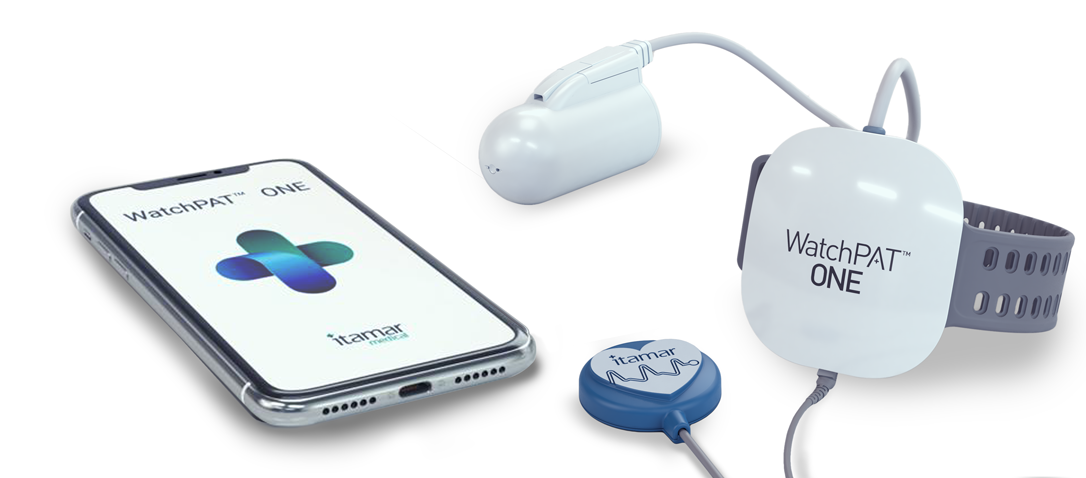 WatchPAT™ ONE
itamar
medical
itamar
WatchPAT™
ONE